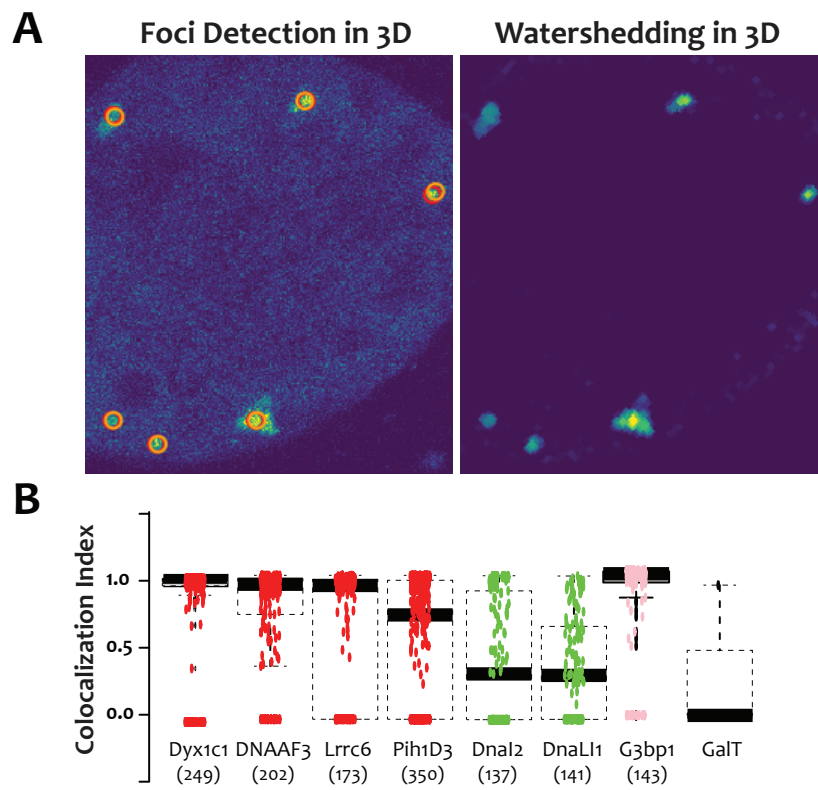 A
Foci Detection in 3D
Watershedding in 3D
B
Colocalization Index
1.0
0.5
0.0
Dyx1c1 DNAAF3 Lrrc6 Pih1D3 DnaI2 DnaLI1 G3bp1 GalT
(249) (202) (173) (350) (137) (141) (143)